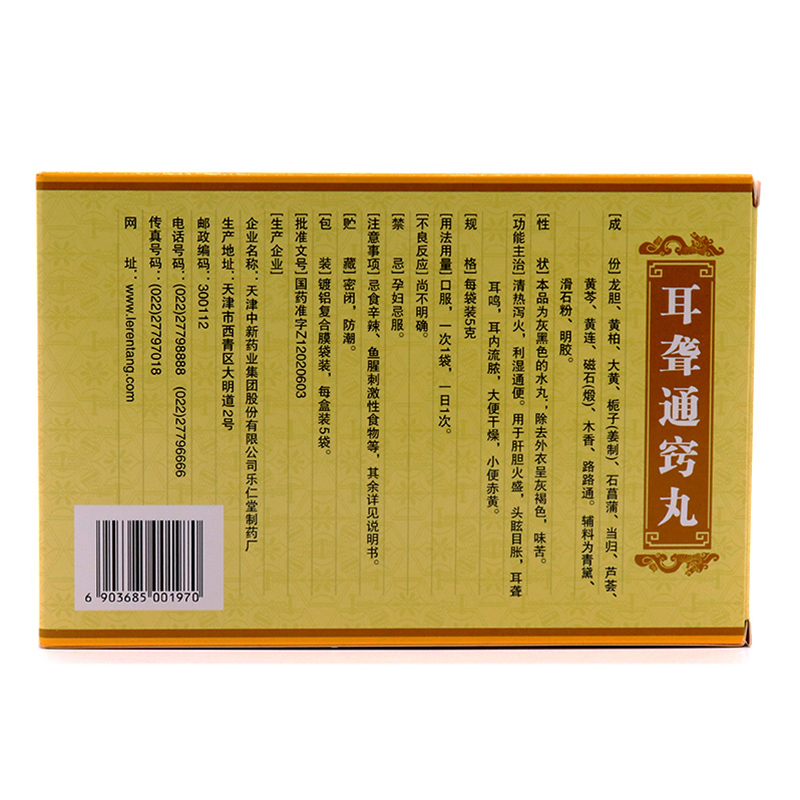 耳聋通窍丸
[成 份] 龙胆、黄柏、大黄、栀子(姜制)、石菖蒲、当归、芦荟、
黄芩、黄连、磁石(煅)、木香、路路通。辅料为青黛、
滑石粉、明胶。
[性 状] 本品为灰黑色的水丸,除去外衣呈灰褐色,味苦。
[功能主治] 清热泻火,利湿通便。用于肝胆火盛,头眩目胀,耳聋
耳鸣,耳内流脓,大便干燥,小便赤黄。
[规 格] 每袋装5克
[用法用量] 口服,一次1袋,一日1次。
[不良反应] 尚不明确。
[禁 忌] 孕妇忌服。
[注意事项] 忌食辛辣、鱼腥刺激性食物等,其余详见说明书。
[贮 藏] 密闭,防潮。
[包 装] 镀铝复合膜袋装,每盒装5袋。
[批准文号] 国药准字Z12020603
[生产企业]
企业名称:天津中新药业集团股份有限公司乐仁堂制药厂
生产地址:天津市西青区大明道2号
邮政编码:300112
电话号码:(022)27798888 (022)27796666
传真号码:(022)27797018
网 址:www.lerentang.com
6 903685 001970